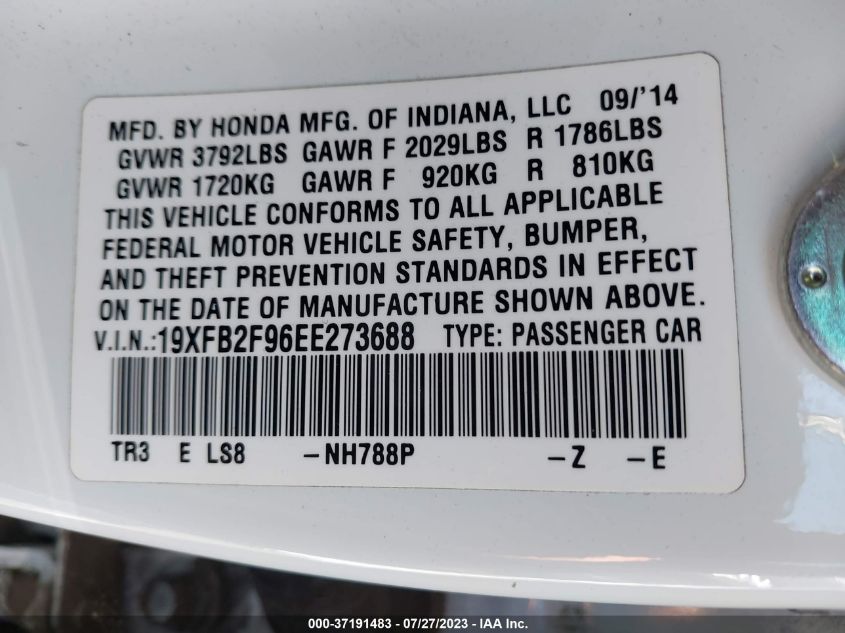 MFD. BY HONDA MFG. OF INDIANA, LLC 09/'14
GVWR 3792LBS GAWR F 2029LBS R 1786LBS
GVWR 1720KG GAWR F 920KG R 810KG
THIS VEHICLE CONFORMS TO ALL APPLICABLE
FEDERAL MOTOR VEHICLE SAFETY, BUMPER,
AND THEFT PREVENTION STANDARDS IN EFFECT
ON THE DATE OF MANUFACTURE SHOWN ABOVE.
V.I.N.:19XFB2F96EE273688 TYPE: PASSENGER CAR
TR3 E LS8 -NH788P -Z -E
000-37191483 / 07/27/2023 - IAA Inc.